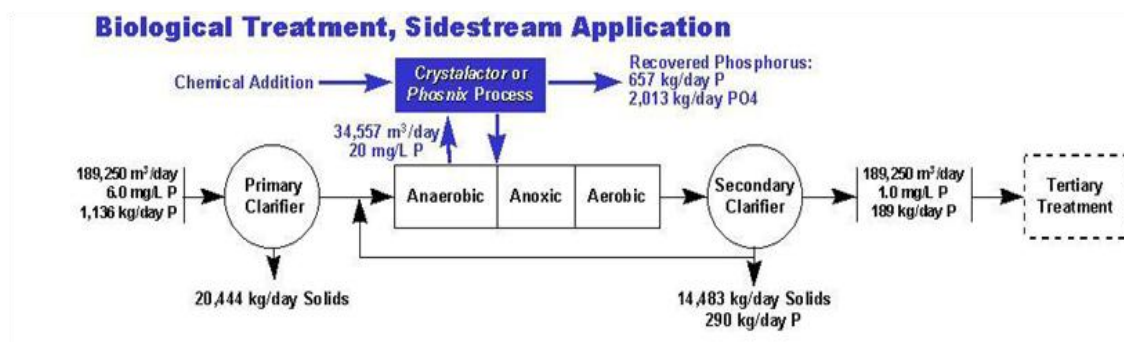 Biological Treatment, Sidestream Application
Chemical Addition
Crystalactor or
Phosnix Process
Recovered Phosphorus:
657 kg/day P
2,013 kg/day PO4
34,557 m³/day
20 mg/L P
189,250 m³/day
6.0 mg/L P
1,136 kg/day P
Primary
Clarifier
Anaerobic
Anoxic
Aerobic
Secondary
Clarifier
189,250 m³/day
1.0 mg/L P
189 kg/day P
Tertiary
Treatment
20,444 kg/day Solids
14,483 kg/day Solids
290 kg/day P